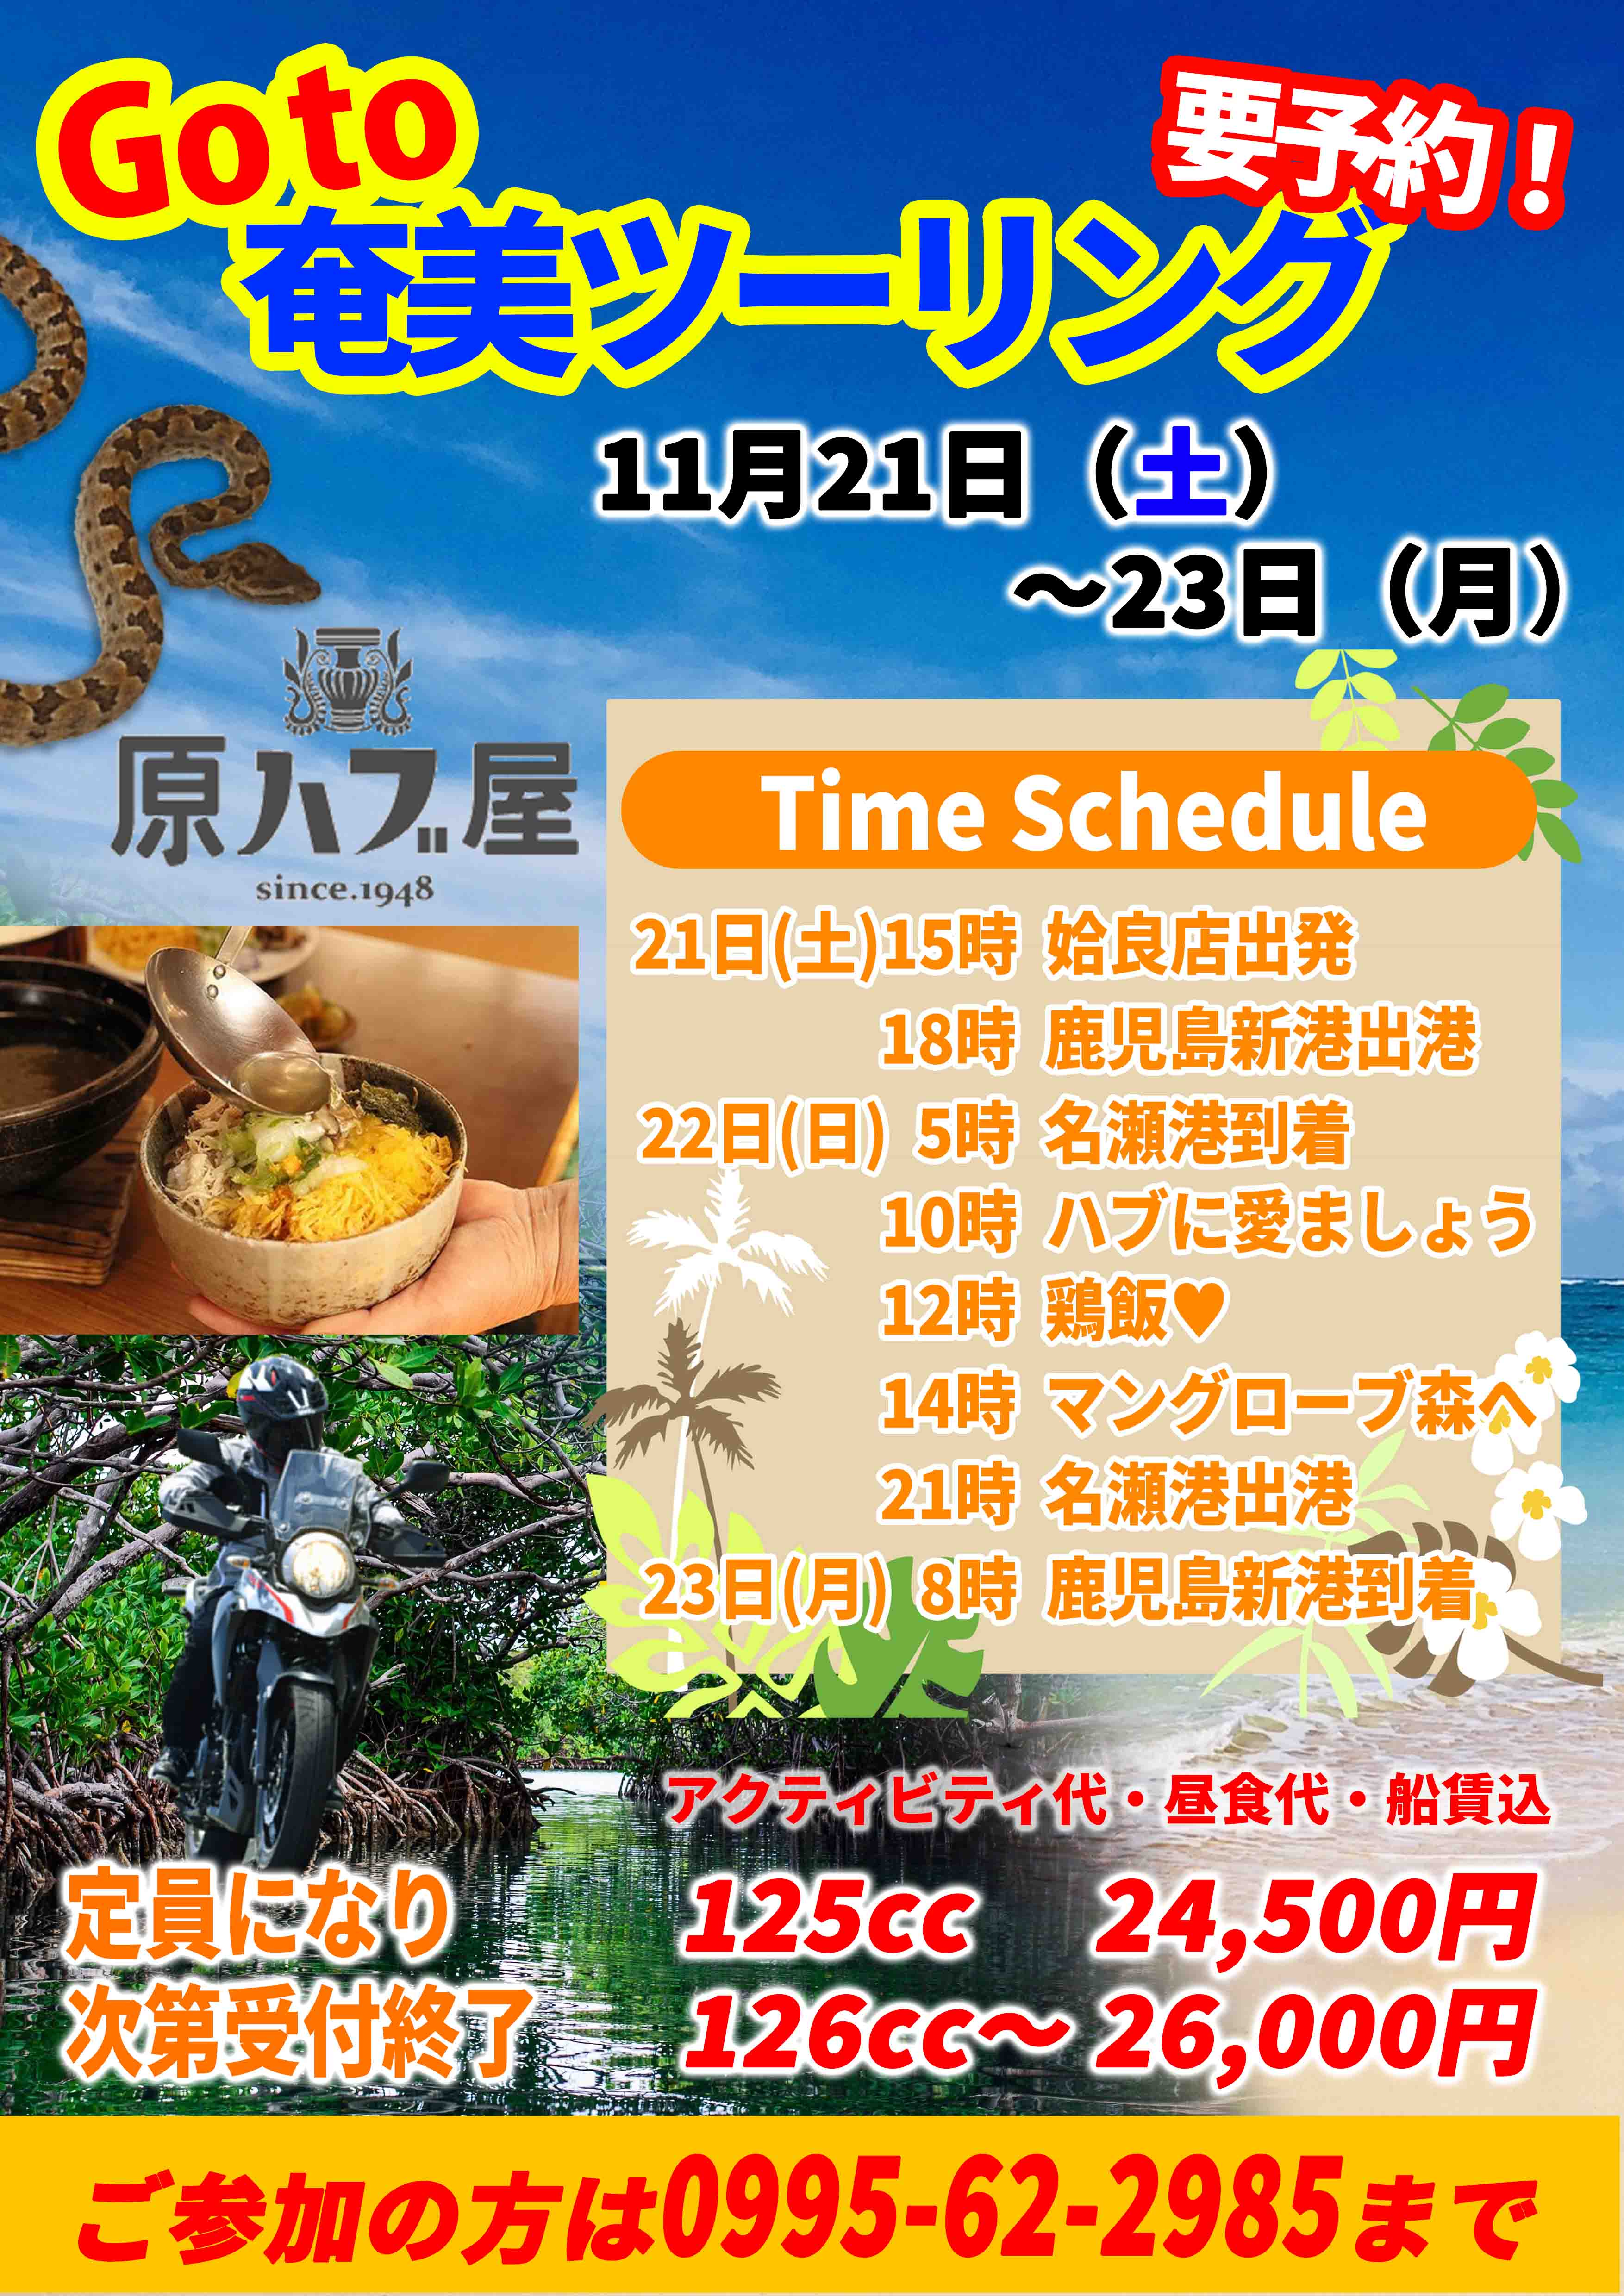 Go to
要予約!
奄美ツーリング
11月21日（土）
～23日（月）
原ハブ屋
since.1948
Time Schedule
21日(土)15時 姶良店出発
18時 鹿児島新港出港
22日(日) 5時 名瀬港到着
10時 ハブに愛ましょう
12時 鶏飯♥
14時 マングローブ森へ
21時 名瀬港出港
23日(月) 8時 鹿児島新港到着
アクティビティ代・昼食代・船賃込
定員になり
次第受付終了
125cc 24,500円
126cc～ 26,000円
ご参加の方は0995-62-2985まで